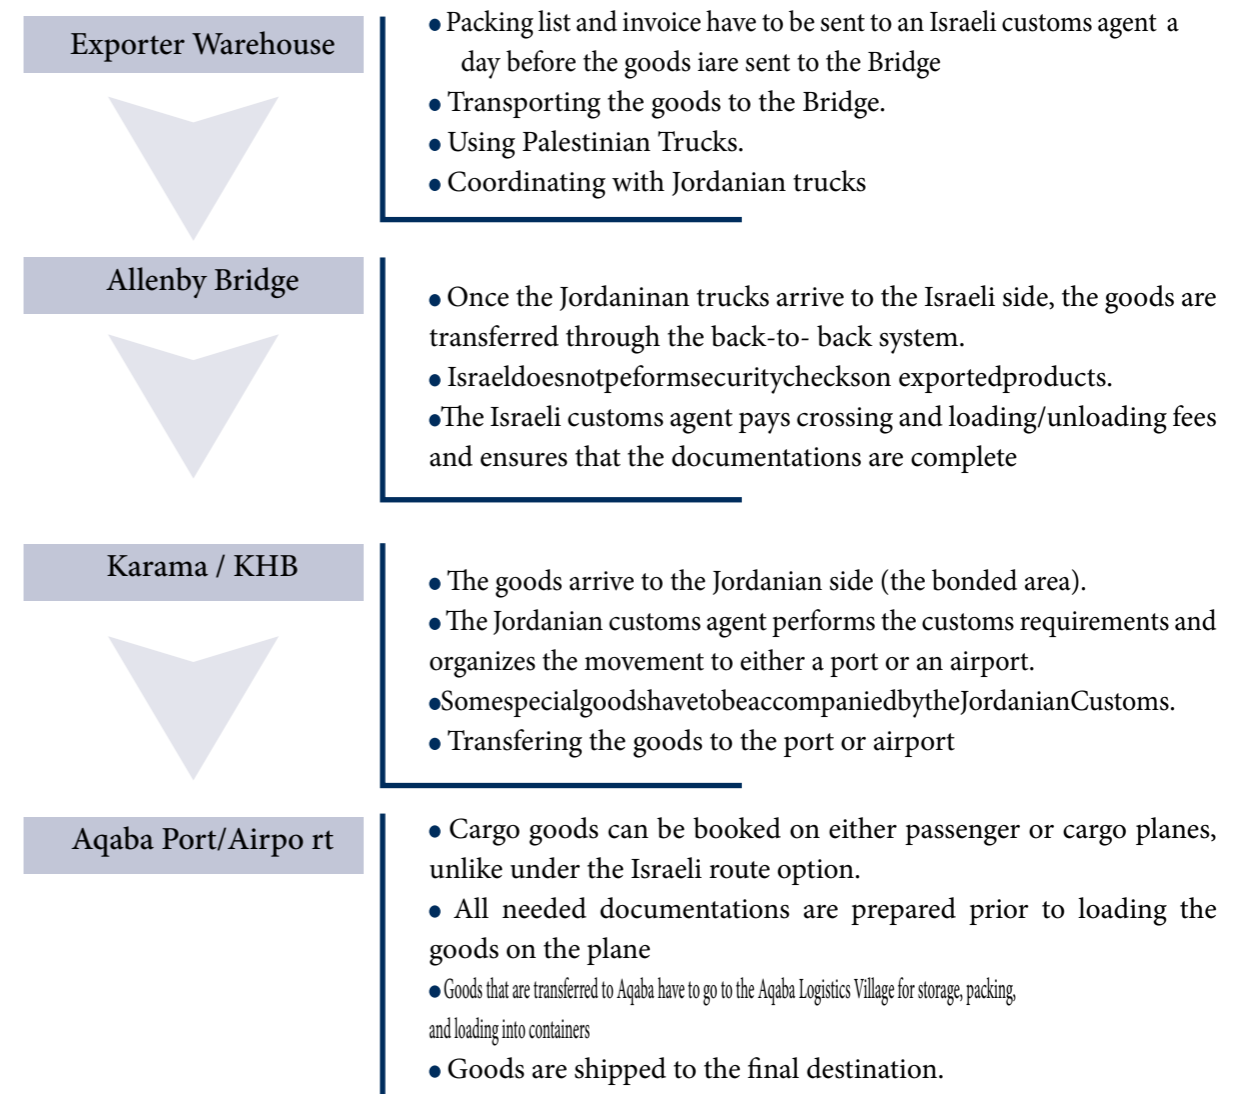 Exporter Warehouse
• Packing list and invoice have to be sent to an Israeli customs agent a
day before the goods iare sent to the Bridge
• Transporting the goods to the Bridge.
• Using Palestinian Trucks.
• Coordinating with Jordanian trucks
Allenby Bridge
• Once the Jordaninan trucks arrive to the Israeli side, the goods are
transferred through the back-to- back system.
• Israeldoesnotpeformsecuritycheckson exportedproducts.
•The Israeli customs agent pays crossing and loading/unloading fees
and ensures that the documentations are complete
Karama / KHB
• The goods arrive to the Jordanian side (the bonded area).
• The Jordanian customs agent performs the customs requirements and
organizes the movement to either a port or an airport.
•SomespecialgoodshavetobeaccompaniedbytheJordanianCustoms.
• Transfering the goods to the port or airport
Aqaba Port/Airpo rt
• Cargo goods can be booked on either passenger or cargo planes,
unlike under the Israeli route option.
• All needed documentations are prepared prior to loading the
goods on the plane
• Goods that are transferred to Aqaba have to go to the Aqaba Logistics Village for storage, packing,
and loading into containers
• Goods are shipped to the final destination.